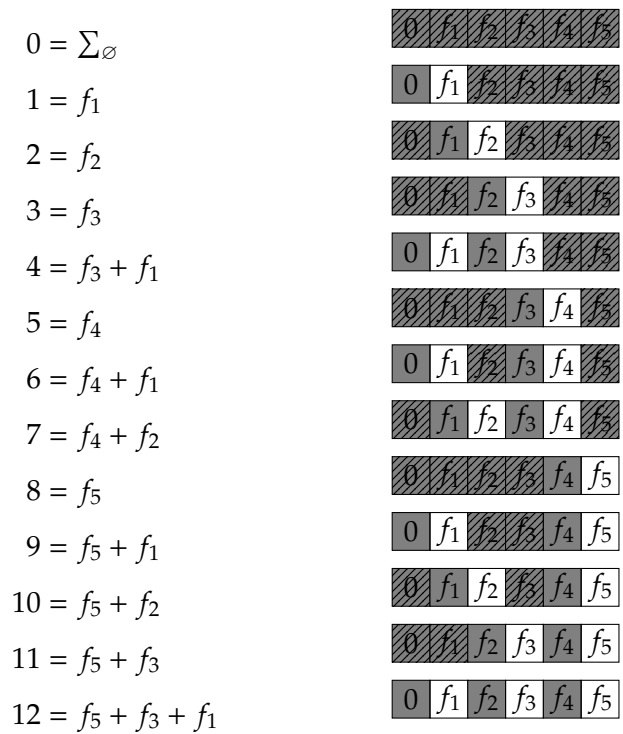 0 = ∑∅ 0 f₁ f₂ f₃ f₄ f₅
1 = f₁ 0 f₁ f₂ f₃ f₄ f₅
2 = f₂ 0 f₁ f₂ f₃ f₄ f₅
3 = f₃ 0 f₁ f₂ f₃ f₄ f₅
4 = f₃ + f₁ 0 f₁ f₂ f₃ f₄ f₅
5 = f₄ 0 f₁ f₂ f₃ f₄ f₅
6 = f₄ + f₁ 0 f₁ f₂ f₃ f₄ f₅
7 = f₄ + f₂ 0 f₁ f₂ f₃ f₄ f₅
8 = f₅ 0 f₁ f₂ f₃ f₄ f₅
9 = f₅ + f₁ 0 f₁ f₂ f₃ f₄ f₅
10 = f₅ + f₂ 0 f₁ f₂ f₃ f₄ f₅
11 = f₅ + f₃ 0 f₁ f₂ f₃ f₄ f₅
12 = f₅ + f₃ + f₁ 0 f₁ f₂ f₃ f₄ f₅